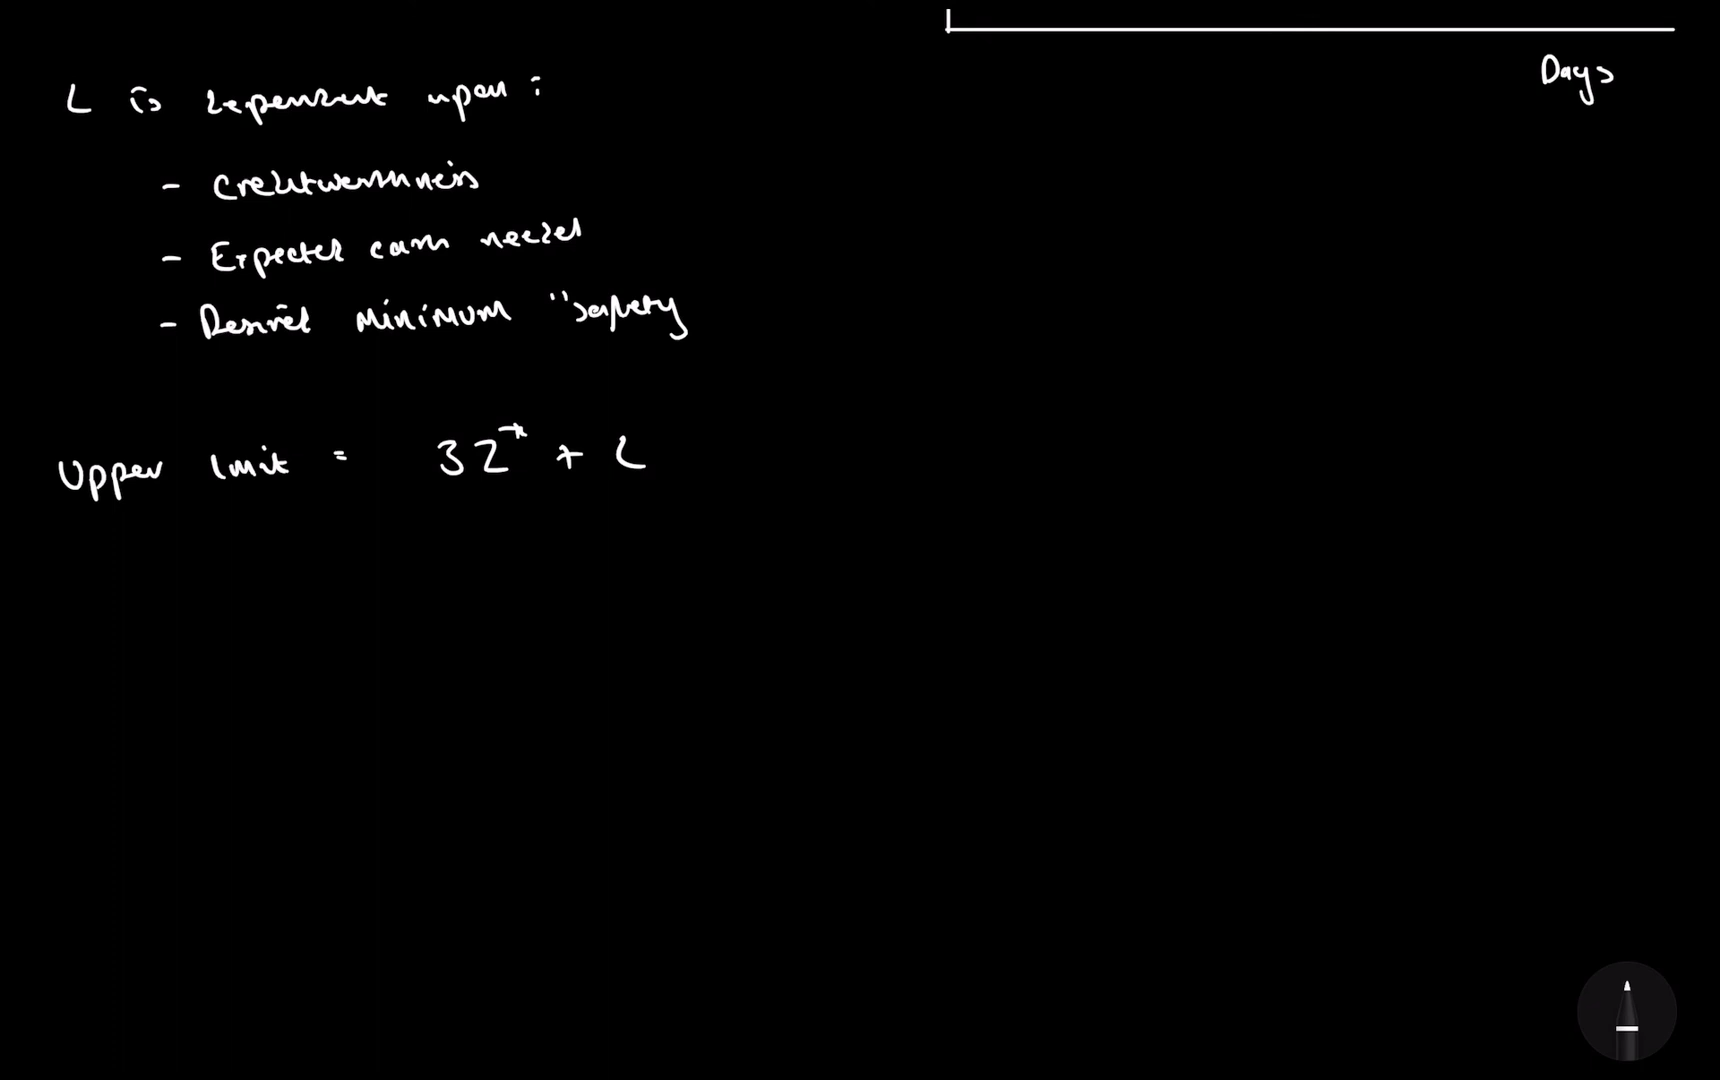 Days
L is dependent upon :
- Creditworthiness
- Expected cash needed
- Desired minimum "safety
Upper limit = 3Z* + L